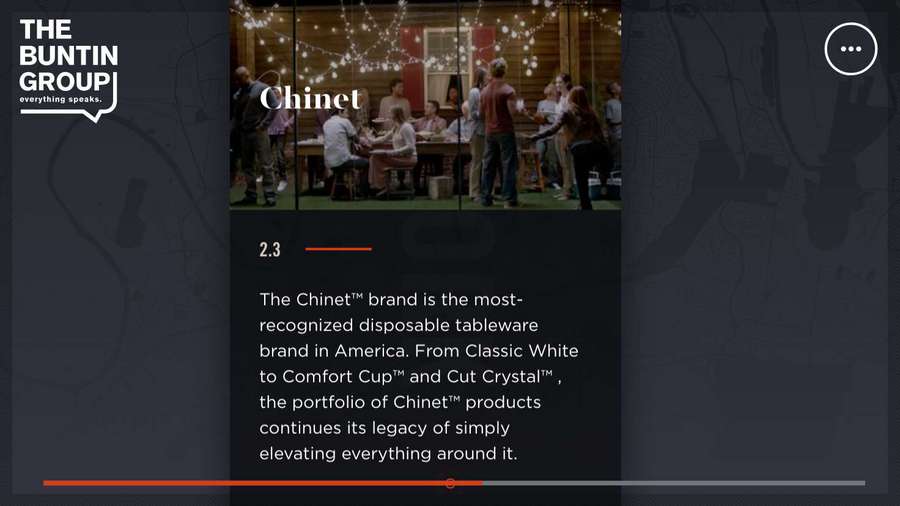 THE
BUNTIN
GROUP
everything speaks.
Chinet
2.3
The Chinet™ brand is the most-
recognized disposable tableware
brand in America. From Classic White
to Comfort Cup™ and Cut Crystal™ ,
the portfolio of Chinet™ products
continues its legacy of simply
elevating everything around it.